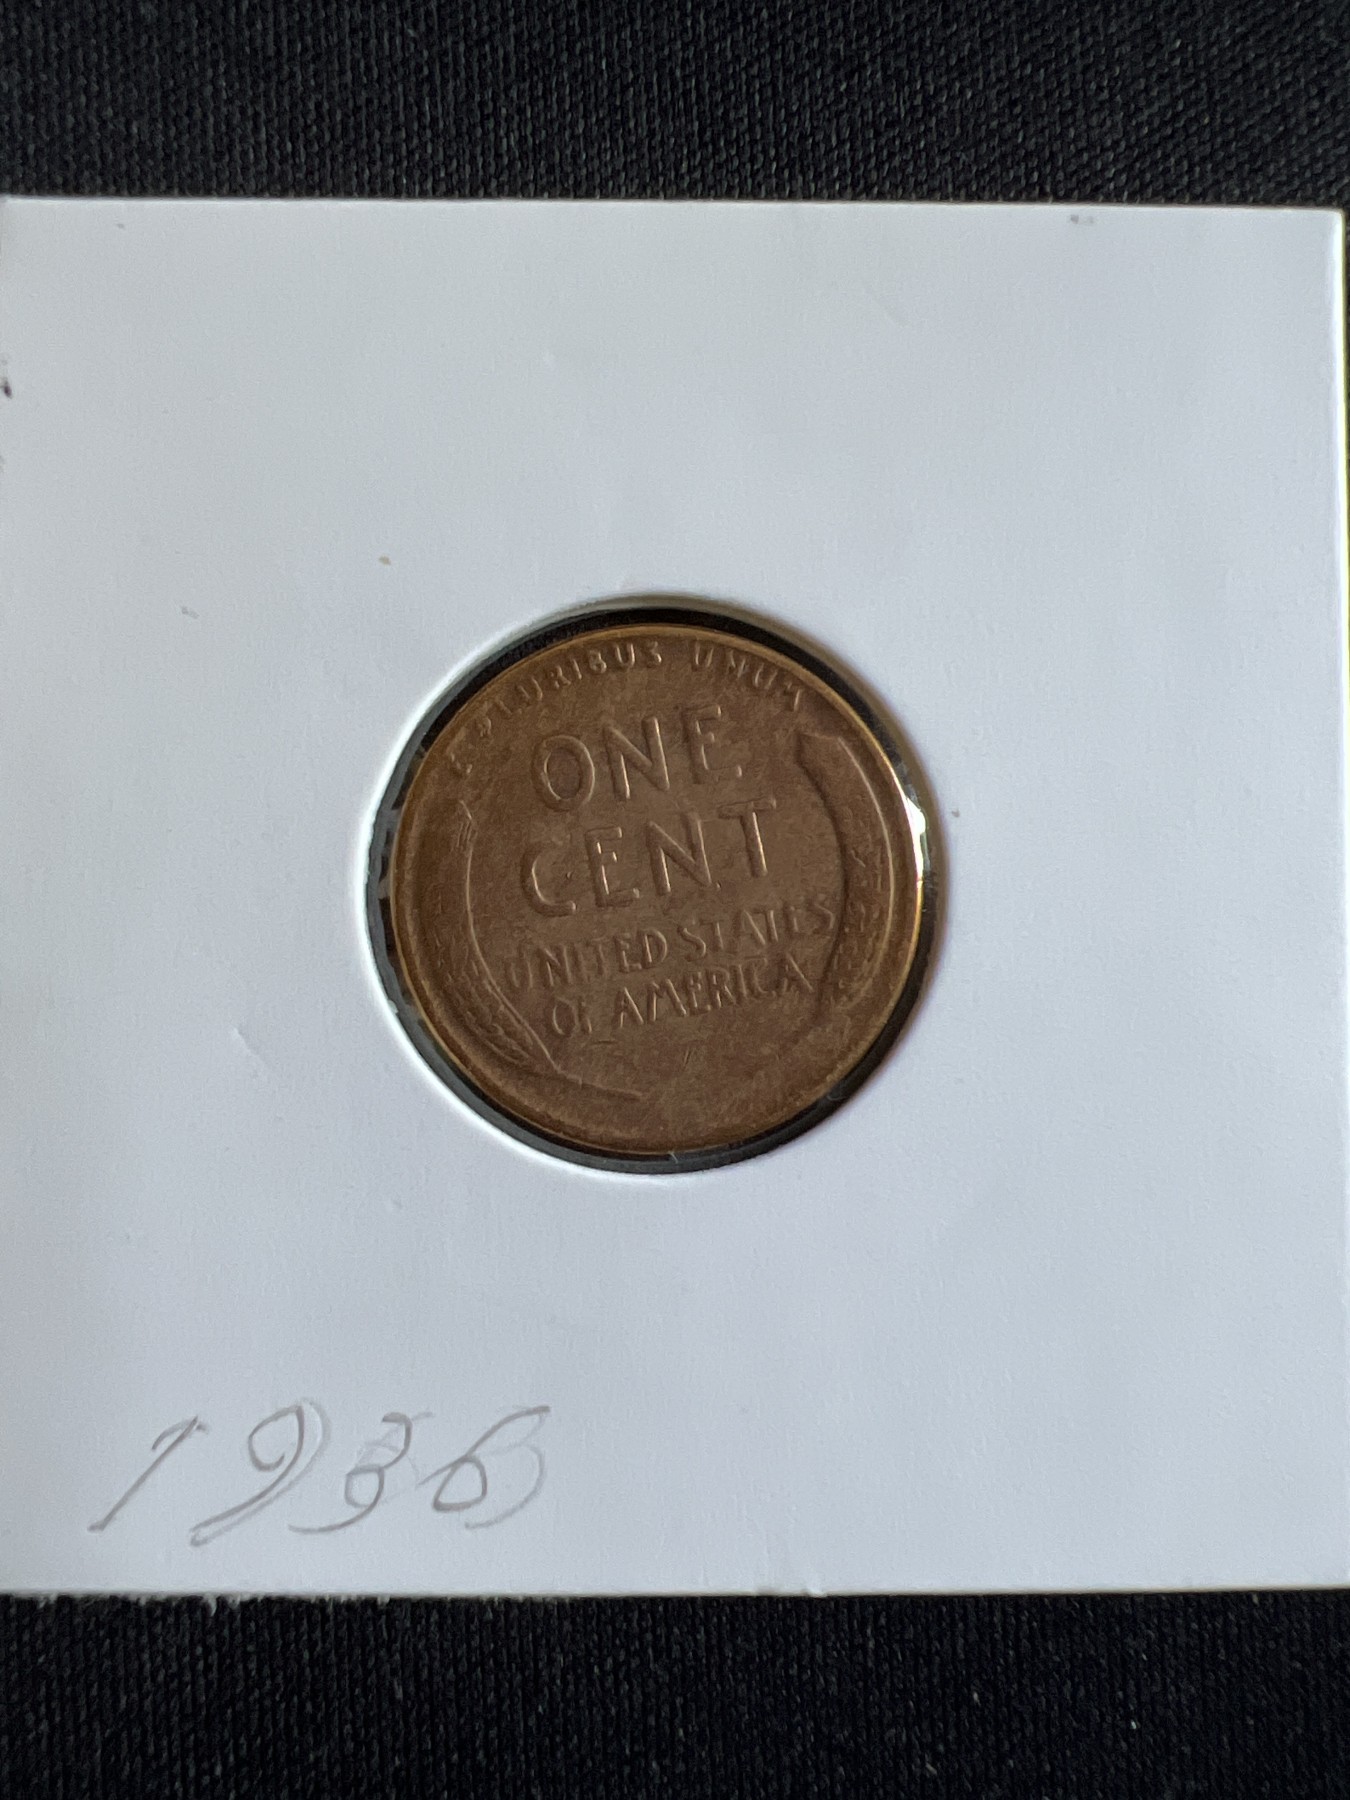 E PLURIBUS UNUM
ONE
CENT
UNITED STATES
OF AMERICA
1936